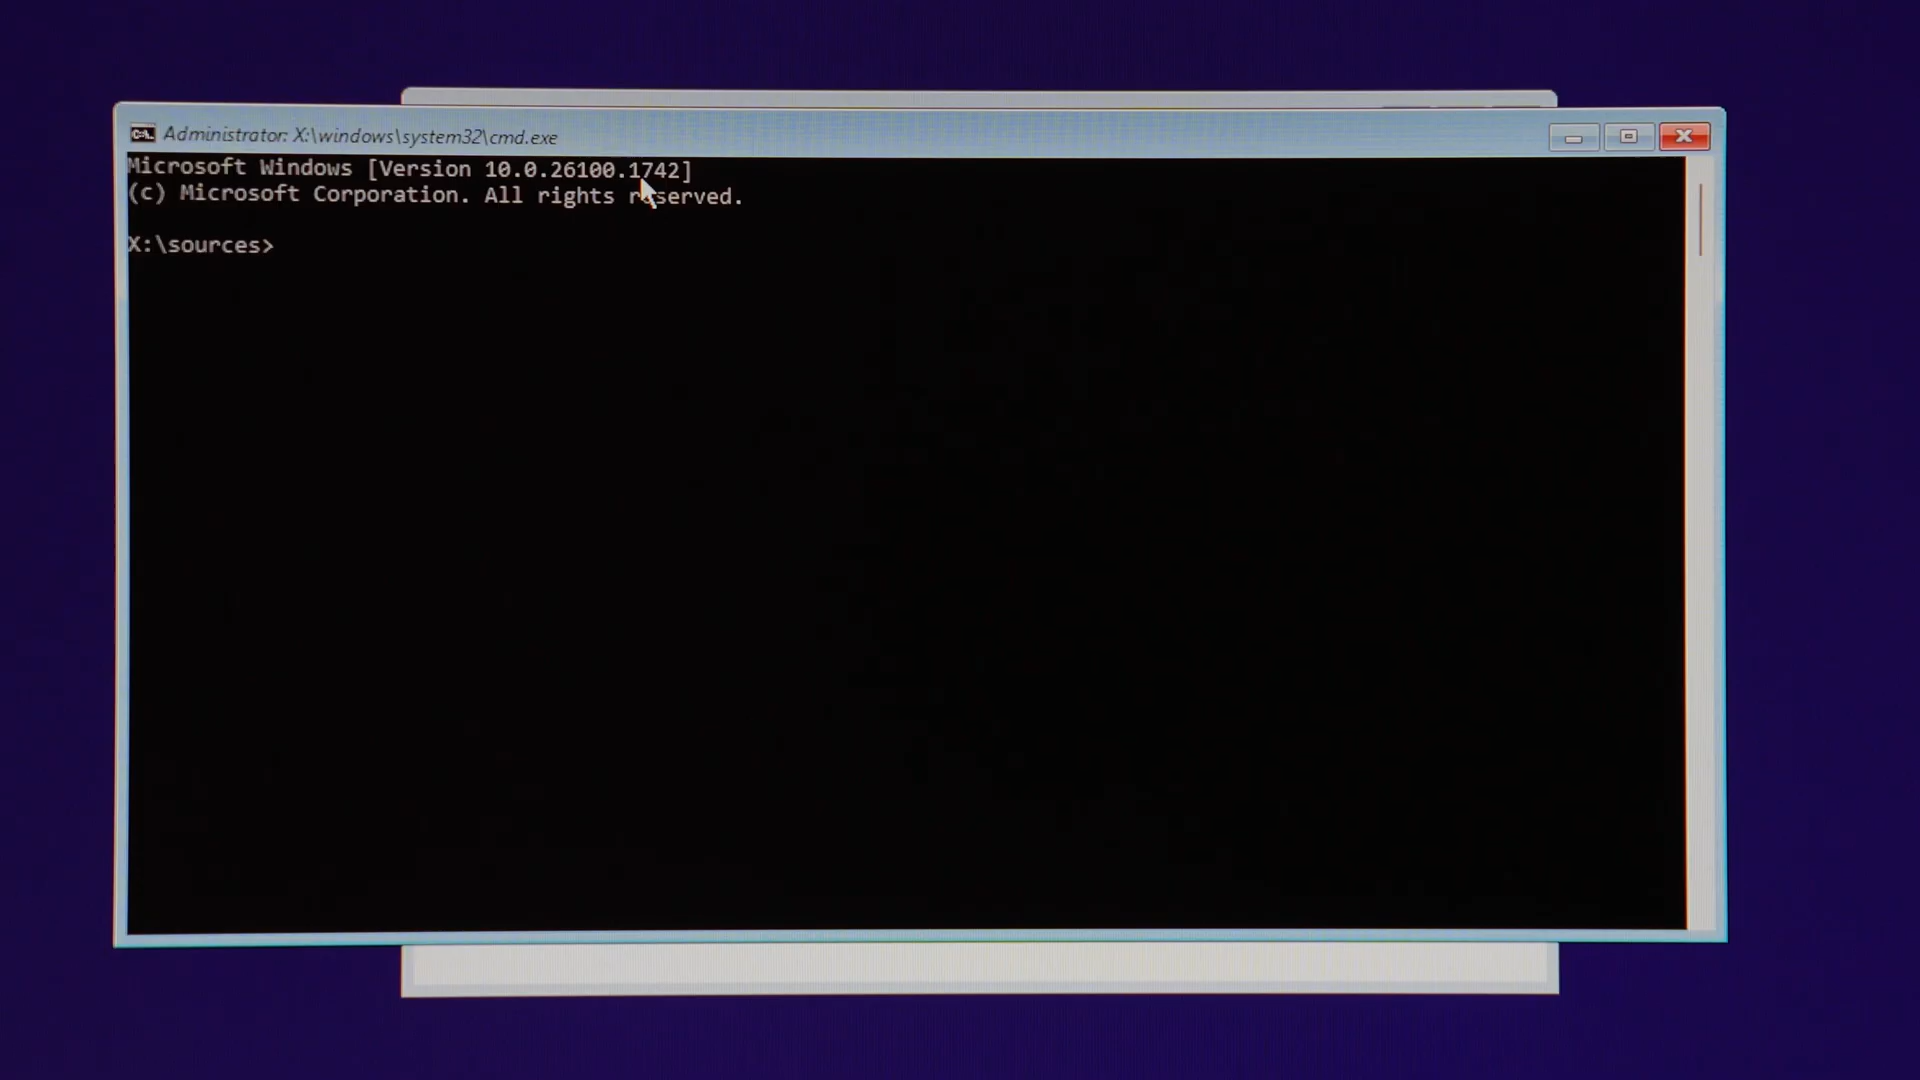 Administrator: X:\windows\system32\cmd.exe
Microsoft Windows [Version 10.0.26100.1742]
(c) Microsoft Corporation. All rights reserved.
X:\sources>